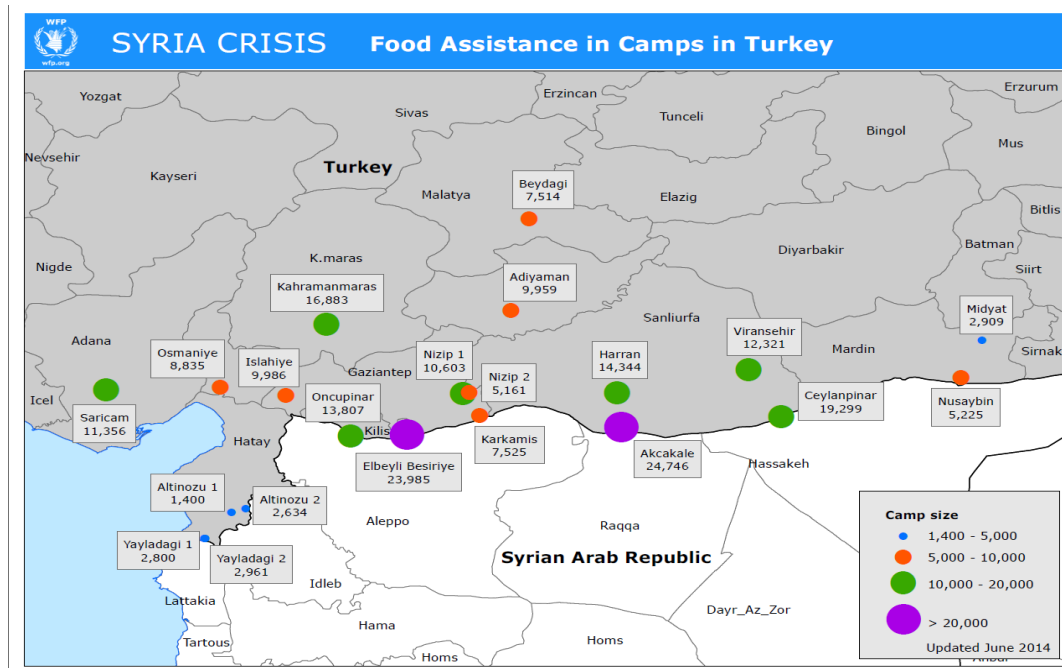 WFP
wfp.org
SYRIA CRISIS Food Assistance in Camps in Turkey
Yozgat
Sivas
Erzincan
Erzurum
Tunceli
Bingol
Mus
Nevsehir
Kayseri
Turkey
Malatya
Beydagi
7,514
Elazig
Bitlis
Diyarbakir
Batman
Siirt
Nigde
K.maras
Adiyaman
9,959
Kahramanmaras
16,883
Sanliurfa
Midyat
2,909
Viransehir
12,321
Adana
Osmaniye
8,835
Islahiye
9,986
Gaziantep
Nizip 1
10,603
Nizip 2
5,161
Harran
14,344
Mardin
Sirnak
Icel
Saricam
11,356
Oncupinar
13,807
Ceylanpinar
19,299
Nusaybin
5,225
Hatay
Kilis
Elbeyli Besiriye
23,985
Karkamis
7,525
Akcakale
24,746
Hassakeh
Altinozu 1
1,400
Altinozu 2
2,634
Aleppo
Raqqa
Yayladagi 1
2,800
Yayladagi 2
2,961
Syrian Arab Republic
Idleb
Lattakia
Hama
Dayr_Az_Zor
Tartous
Homs
Homs
Camp size
1,400 - 5,000
5,000 - 10,000
10,000 - 20,000
> 20,000
Updated June 2014